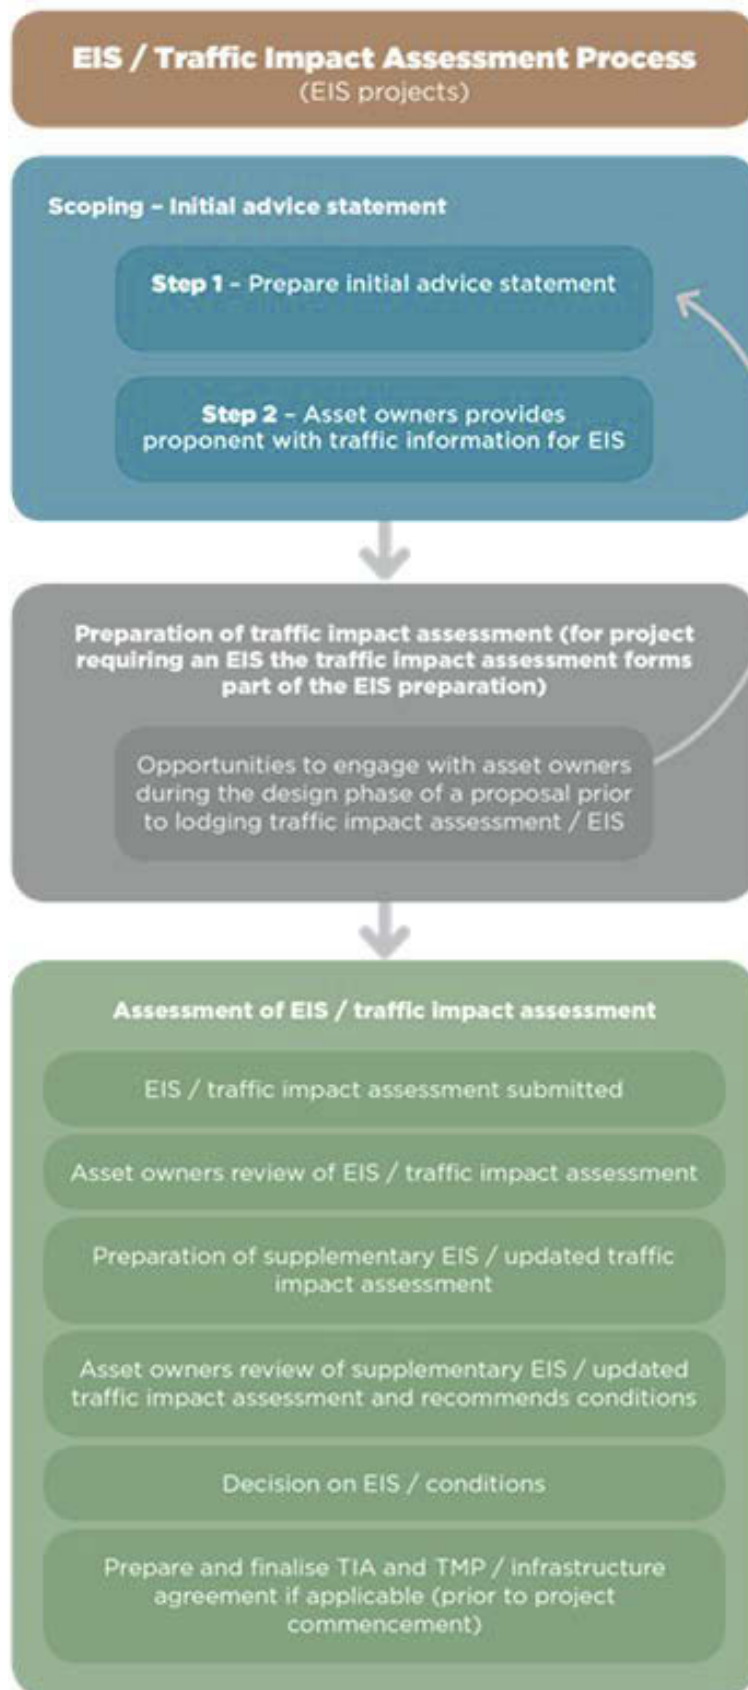 EIS / Traffic Impact Assessment Process
(EIS projects)
Scoping – Initial advice statement
Step 1 – Prepare initial advice statement
Step 2 – Asset owners provides
proponent with traffic information for EIS
Preparation of traffic impact assessment (for project
requiring an EIS the traffic impact assessment forms
part of the EIS preparation)
Opportunities to engage with asset owners
during the design phase of a proposal prior
to lodging traffic impact assessment / EIS
Assessment of EIS / traffic impact assessment
EIS / traffic impact assessment submitted
Asset owners review of EIS / traffic impact assessment
Preparation of supplementary EIS / updated traffic
impact assessment
Asset owners review of supplementary EIS / updated
traffic impact assessment and recommends conditions
Decision on EIS / conditions
Prepare and finalise TIA and TMP / infrastructure
agreement if applicable (prior to project
commencement)